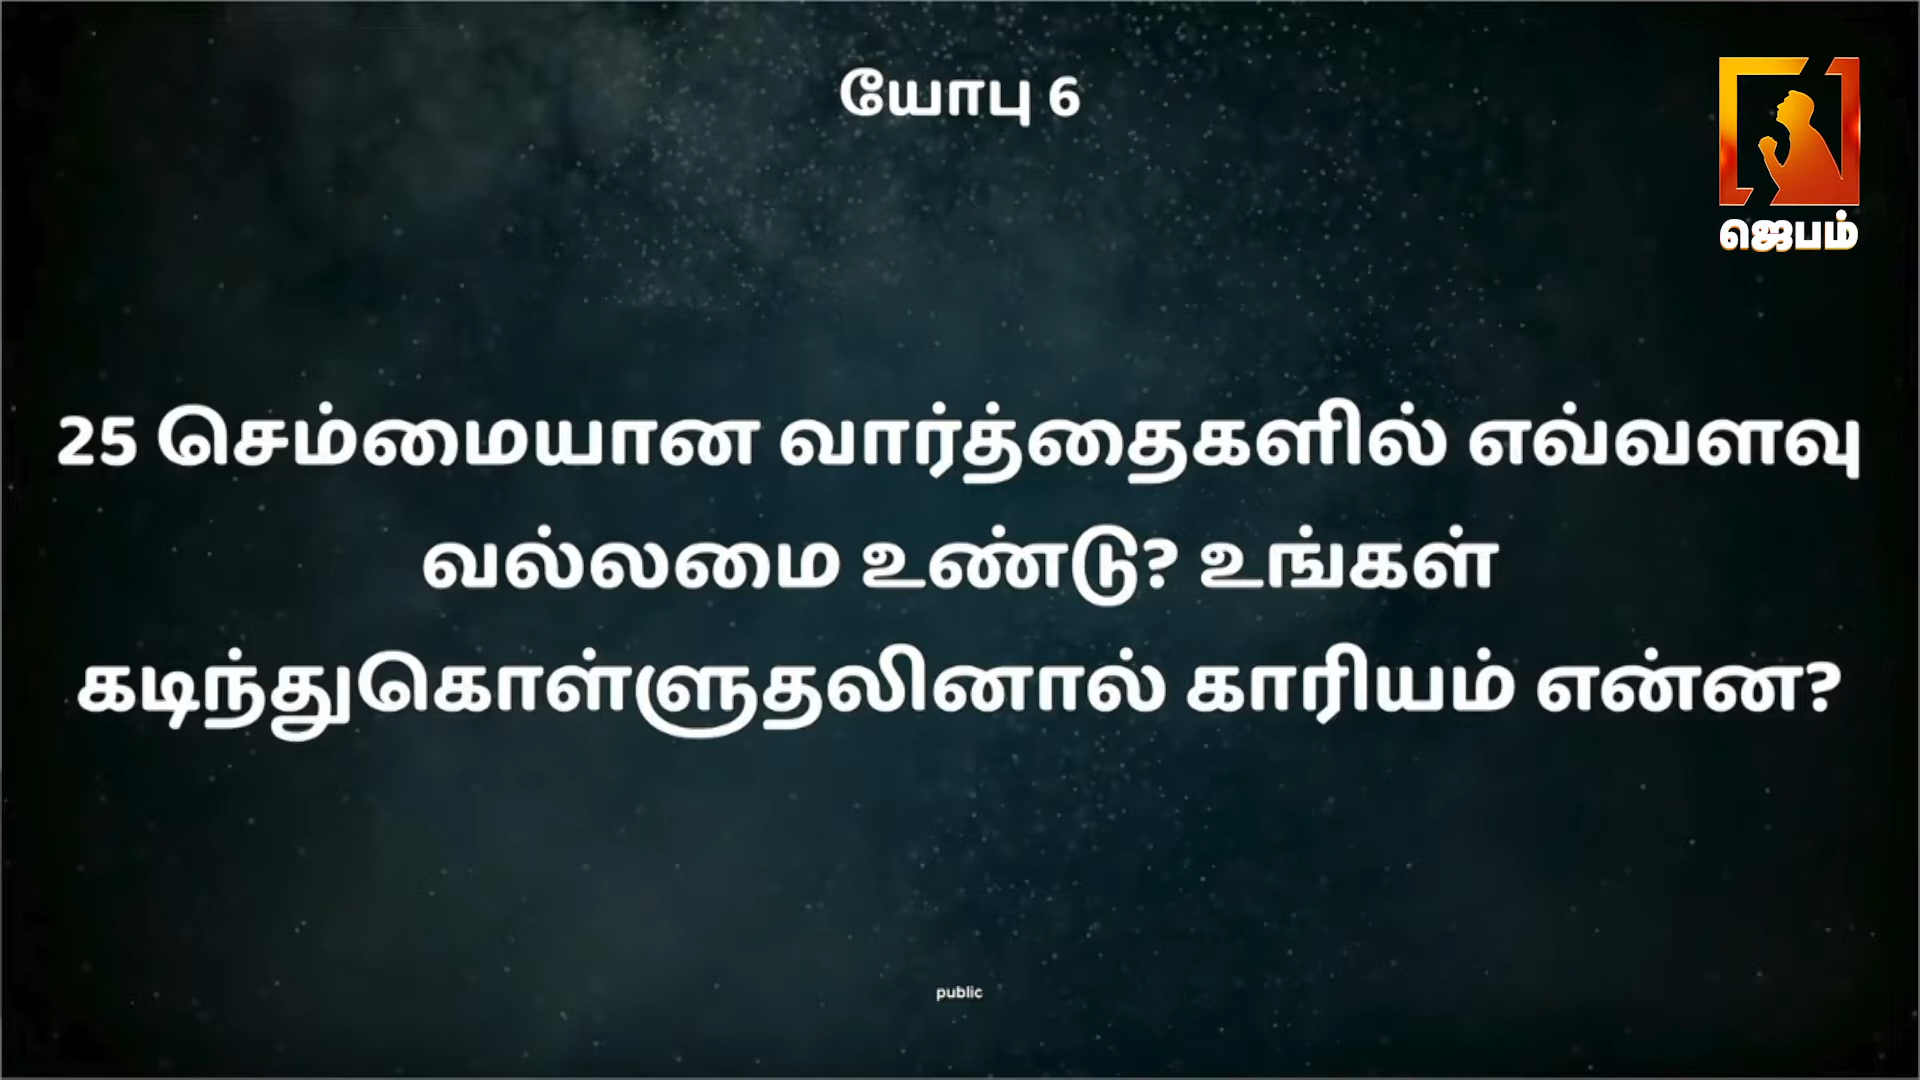 யோபு 6
ஜெபம்
25 செம்மையான வார்த்தைகளில் எவ்வளவு
வல்லமை உண்டு? உங்கள்
கடிந்துகொள்ளுதலினால் காரியம் என்ன?
public